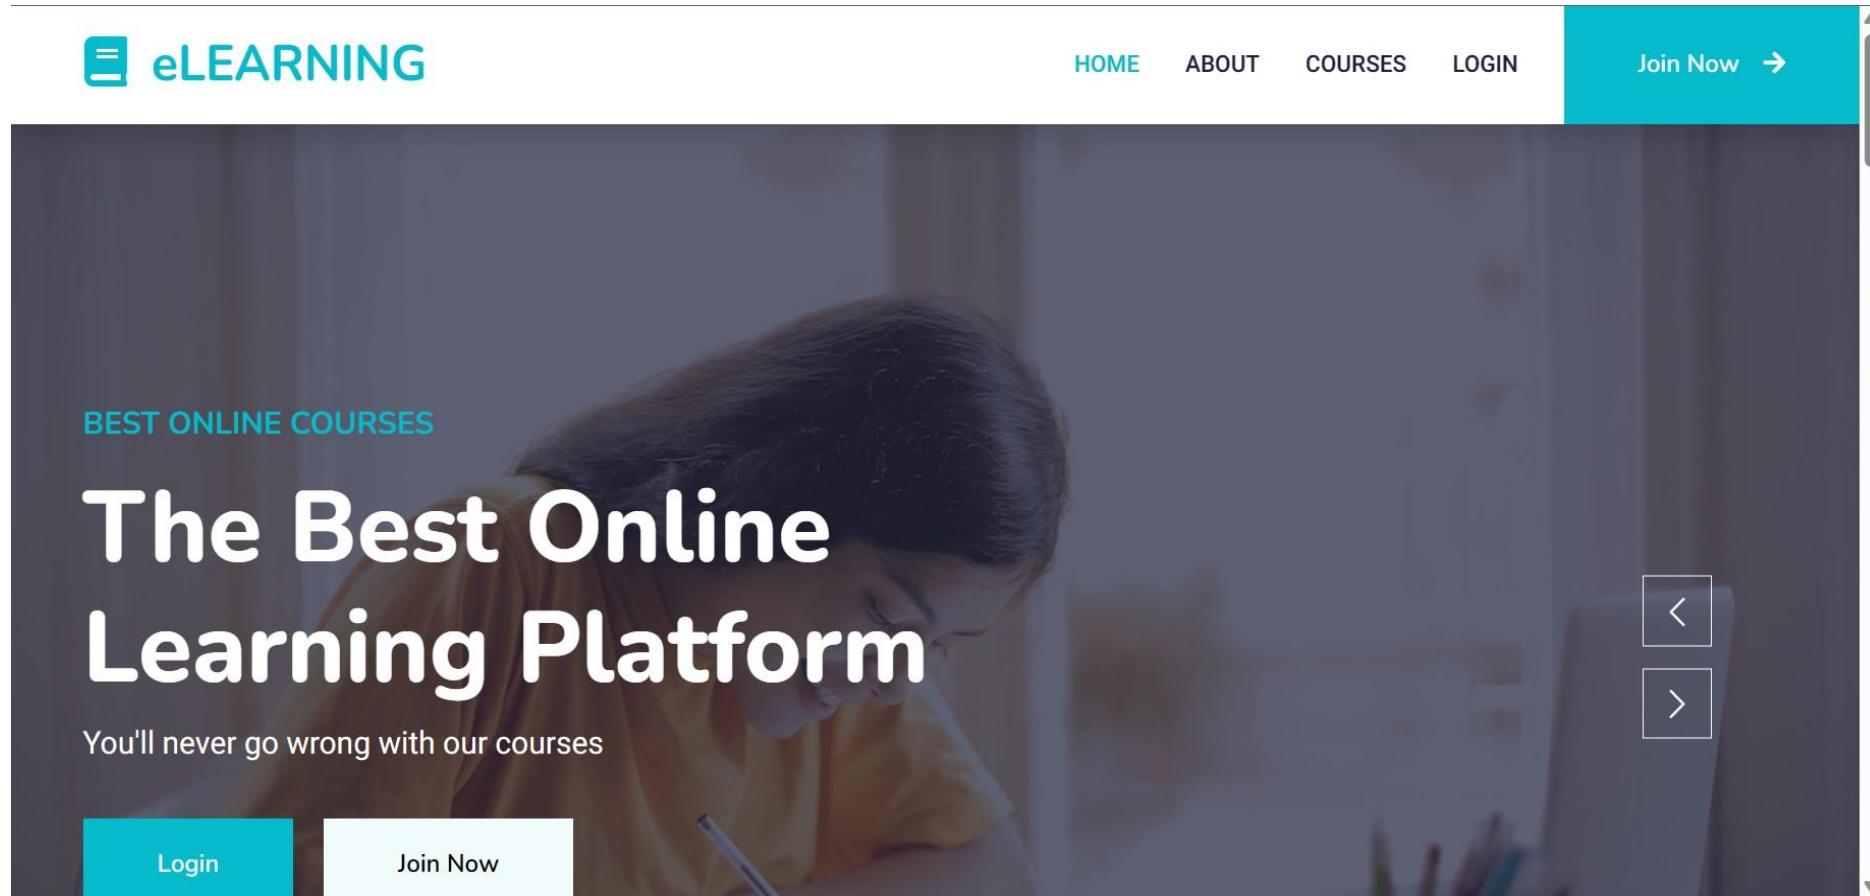 eLEARNING
HOME ABOUT COURSES LOGIN Join Now
BEST ONLINE COURSES
The Best Online
Learning Platform
You'll never go wrong with our courses
Login Join Now